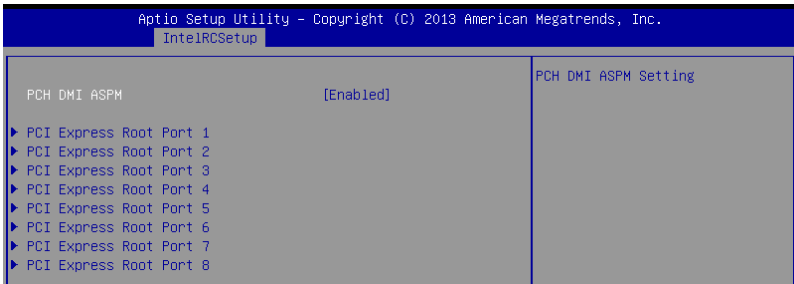 Aptio Setup Utility – Copyright (C) 2013 American Megatrends, Inc.
IntelRCSetup
PCH DMI ASPM [Enabled]
PCH DMI ASPM Setting
PCI Express Root Port 1
PCI Express Root Port 2
PCI Express Root Port 3
PCI Express Root Port 4
PCI Express Root Port 5
PCI Express Root Port 6
PCI Express Root Port 7
PCI Express Root Port 8